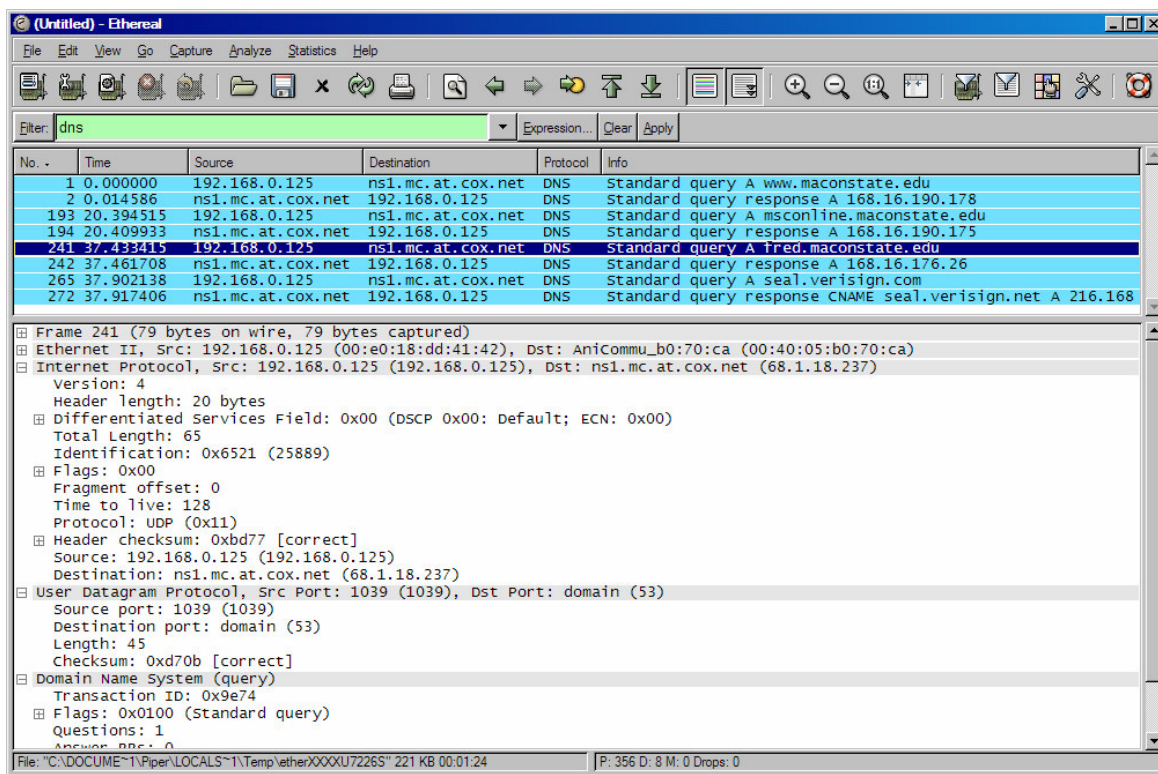 (Untitled) - Ethereal
File Edit View Go Capture Analyze Statistics Help
Filter: dns Expression... Clear Apply
No. - Time Source Destination Protocol Info
1 0.000000 192.168.0.125 ns1.mc.at.cox.net DNS Standard query A www.maconstate.edu
2 0.014586 ns1.mc.at.cox.net 192.168.0.125 DNS Standard query response A 168.16.190.178
193 20.394515 192.168.0.125 ns1.mc.at.cox.net DNS Standard query A msconline.maconstate.edu
194 20.409933 ns1.mc.at.cox.net 192.168.0.125 DNS Standard query response A 168.16.190.175
241 37.433415 192.168.0.125 ns1.mc.at.cox.net DNS Standard query A fred.maconstate.edu
242 37.461708 ns1.mc.at.cox.net 192.168.0.125 DNS Standard query response A 168.16.176.26
265 37.902138 192.168.0.125 ns1.mc.at.cox.net DNS Standard query A seal.verisign.com
272 37.917406 ns1.mc.at.cox.net 192.168.0.125 DNS Standard query response CNAME seal.verisign.net A 216.168
Frame 241 (79 bytes on wire, 79 bytes captured)
Ethernet II, Src: 192.168.0.125 (00:e0:18:dd:41:42), Dst: AniCommu_b0:70:ca (00:40:05:b0:70:ca)
Internet Protocol, Src: 192.168.0.125 (192.168.0.125), Dst: ns1.mc.at.cox.net (68.1.18.237)
Version: 4
Header length: 20 bytes
Differentiated Services Field: 0x00 (DSCP 0x00: Default; ECN: 0x00)
Total Length: 65
Identification: 0x6521 (25889)
Flags: 0x00
Fragment offset: 0
Time to live: 128
Protocol: UDP (0x11)
Header checksum: 0xbd77 [correct]
Source: 192.168.0.125 (192.168.0.125)
Destination: ns1.mc.at.cox.net (68.1.18.237)
User Datagram Protocol, Src Port: 1039 (1039), Dst Port: domain (53)
Source port: 1039 (1039)
Destination port: domain (53)
Length: 45
Checksum: 0xd70b [correct]
Domain Name System (query)
Transaction ID: 0x9e74
Flags: 0x0100 (Standard query)
Questions: 1
Answer RRs: 0
File: "C:\DOCUME~1\Piper\LOCALS~1\Temp\etherXXXXU7226S" 221 KB 00:01:24 P: 356 D: 8 M: 0 Drops: 0